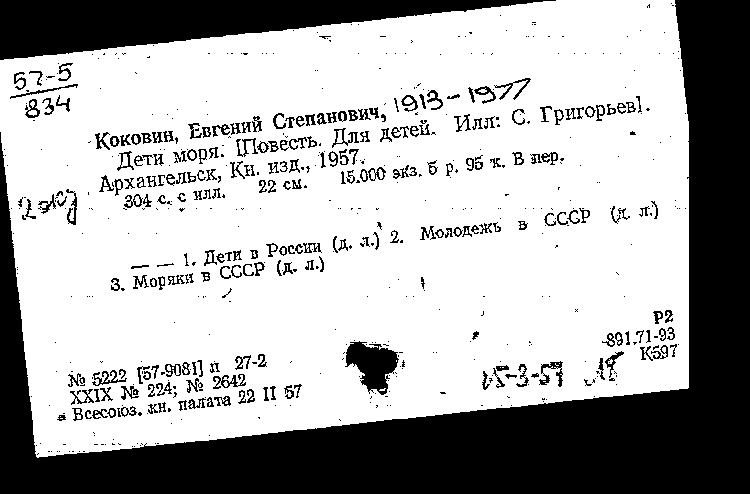 57-5
834
Коковин, Евгений Степанович, 1913-1977
Дети моря. [Повесть. Для детей. Илл: С. Григорьев].
Архангельск, Кн. изд., 1957.
304 с. с илл. 22 см. 15.000 экз. 5 р. 95 к. В пер.
2 экз
— — 1. Дети в России (д. л.) 2. Молодежь в СССР (д. л.)
3. Моряки в СССР (д. л.)
Р2
№ 5222 [57-9081] п 27-2
891.71-93
XXIX № 224; № 2642
К597
Всесоюз. кн. палата 22 II 57